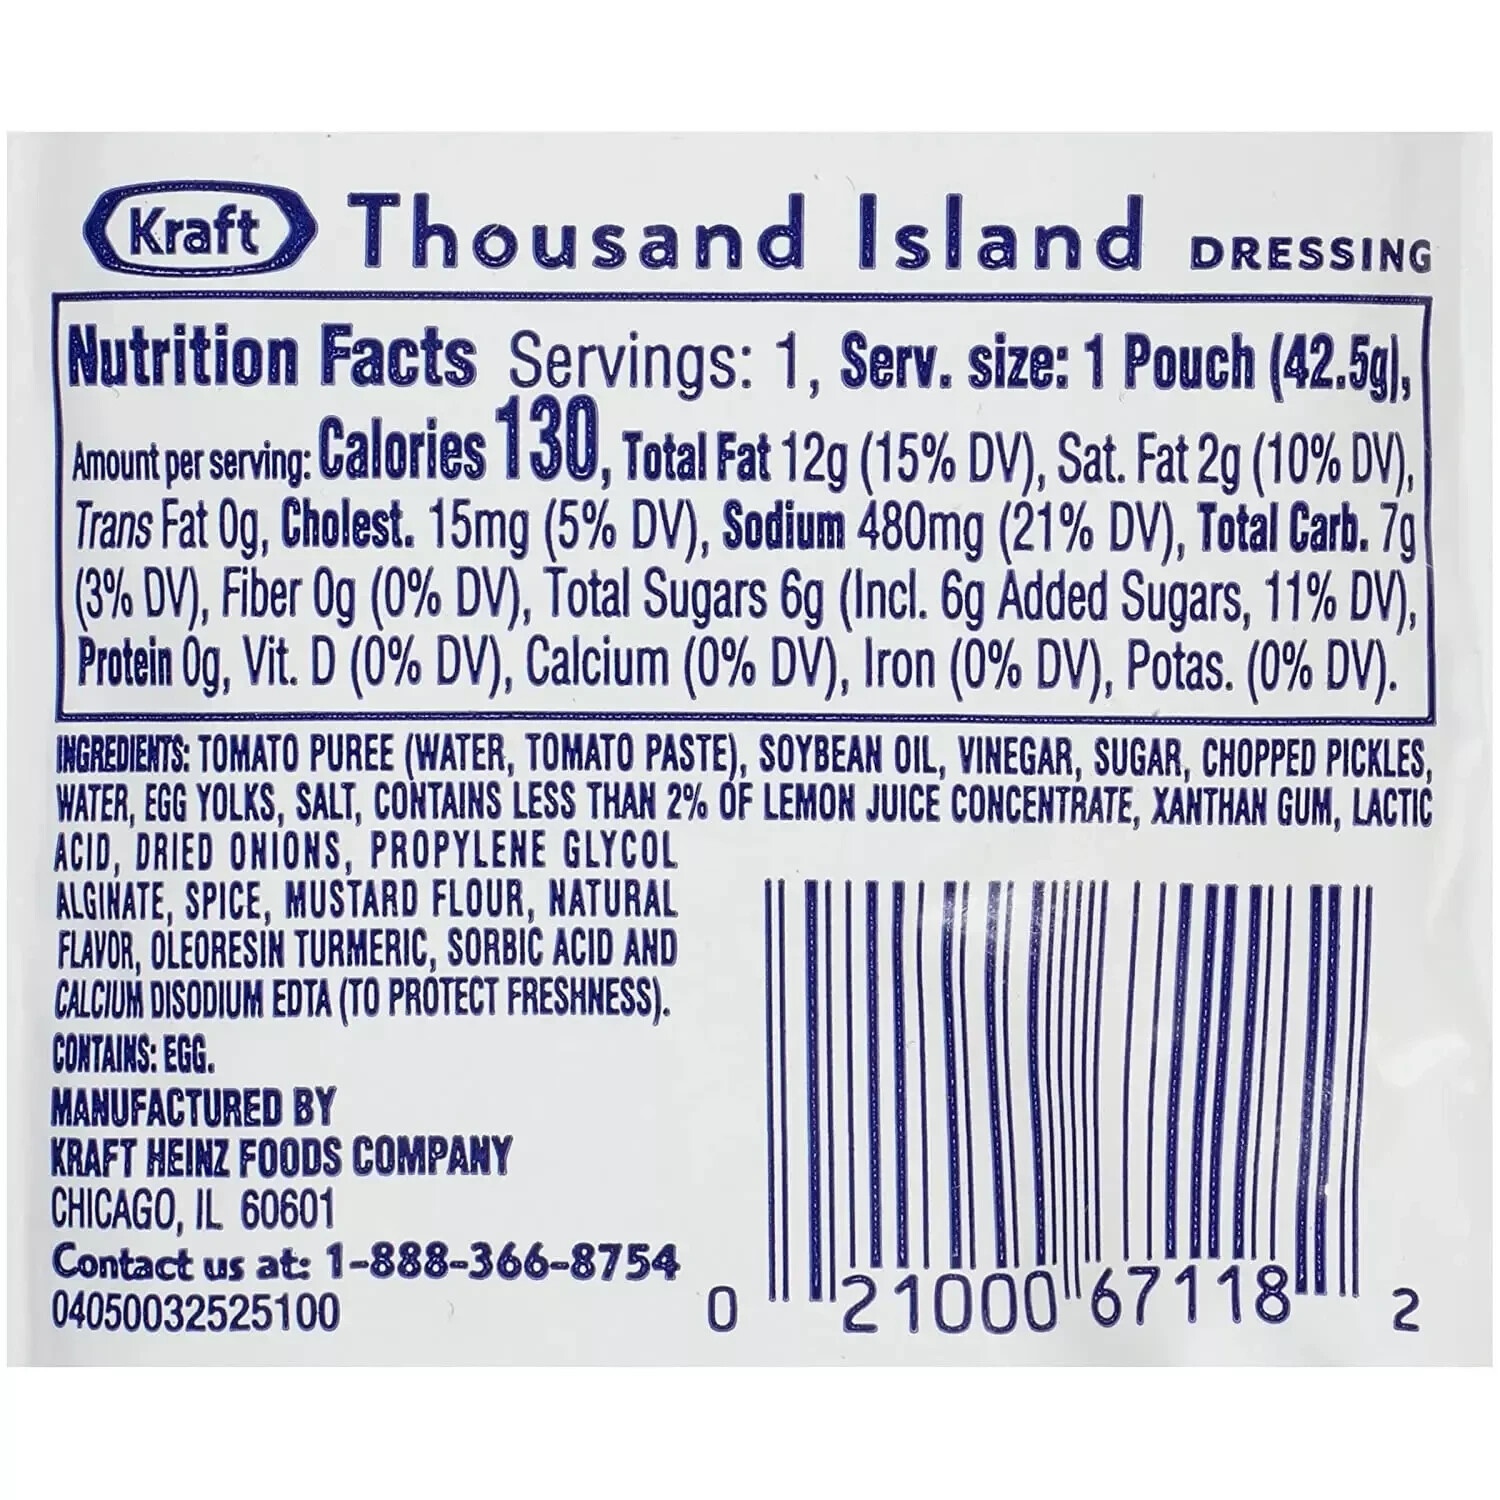 Kraft Thousand Island DRESSING
Nutrition Facts Servings: 1, Serv. size: 1 Pouch (42.5g),
Amount per serving: Calories 130, Total Fat 12g (15% DV), Sat. Fat 2g (10% DV),
Trans Fat 0g, Cholest. 15mg (5% DV), Sodium 480mg (21% DV), Total Carb. 7g
(3% DV), Fiber 0g (0% DV), Total Sugars 6g (Incl. 6g Added Sugars, 11% DV),
Protein 0g, Vit. D (0% DV), Calcium (0% DV), Iron (0% DV), Potas. (0% DV).
INGREDIENTS: TOMATO PUREE (WATER, TOMATO PASTE), SOYBEAN OIL, VINEGAR, SUGAR, CHOPPED PICKLES,
WATER, EGG YOLKS, SALT, CONTAINS LESS THAN 2% OF LEMON JUICE CONCENTRATE, XANTHAN GUM, LACTIC
ACID, DRIED ONIONS, PROPYLENE GLYCOL
ALGINATE, SPICE, MUSTARD FLOUR, NATURAL
FLAVOR, OLEORESIN TURMERIC, SORBIC ACID AND
CALCIUM DISODIUM EDTA (TO PROTECT FRESHNESS).
CONTAINS: EGG.
MANUFACTURED BY
KRAFT HEINZ FOODS COMPANY
CHICAGO, IL 60601
Contact us at: 1-888-366-8754
04050032525100
0 21000 67118 2